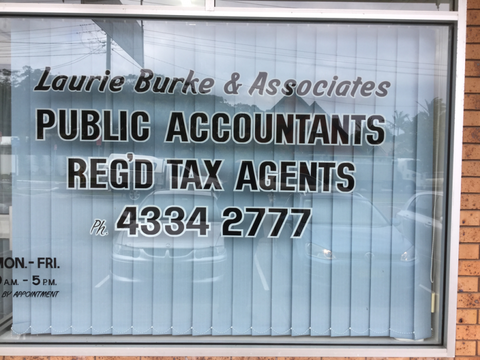 Laurie Burke & Associates
PUBLIC ACCOUNTANTS
REG'D TAX AGENTS
Ph. 4334 2777
MON.-FRI.
A.M. - 5 P.M.
BY APPOINTMENT